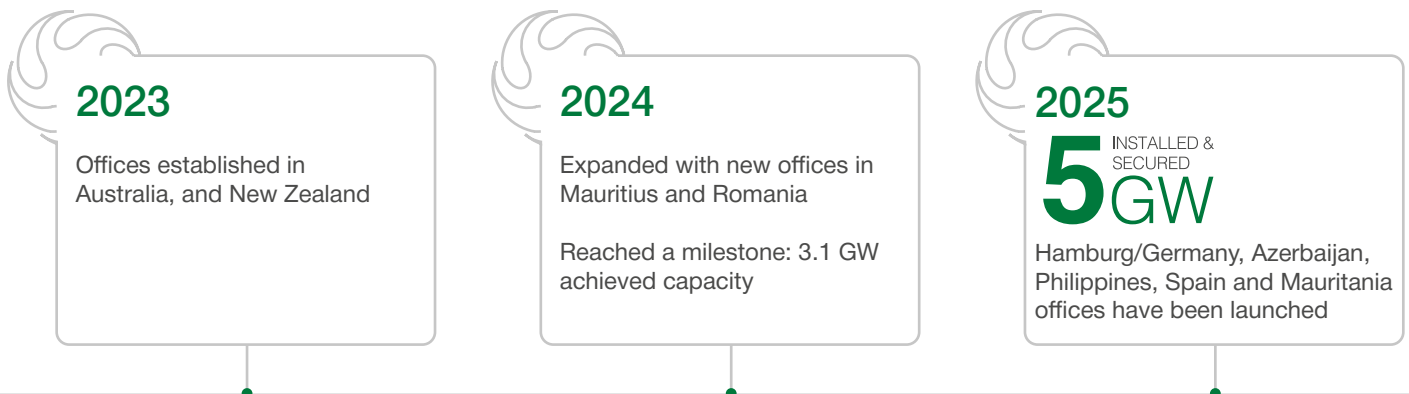 2023
Offices established in
Australia, and New Zealand
2024
Expanded with new offices in
Mauritius and Romania
Reached a milestone: 3.1 GW
achieved capacity
2025
5 INSTALLED &
SECURED
GW
Hamburg/Germany, Azerbaijan,
Philippines, Spain and Mauritania
offices have been launched